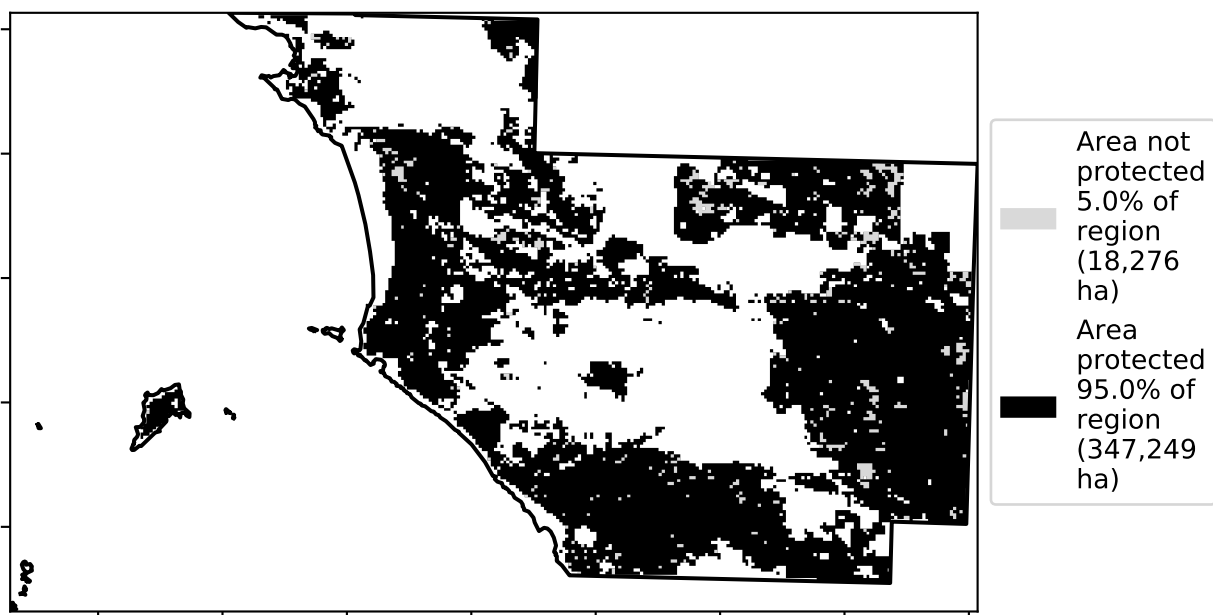 Area not
protected
5.0% of
region
(18,276
ha)
Area
protected
95.0% of
region
(347,249
ha)